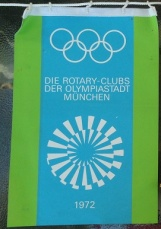 DIE ROTARY-CLUBS
DER OLYMPIASTADT
MÜNCHEN
1972